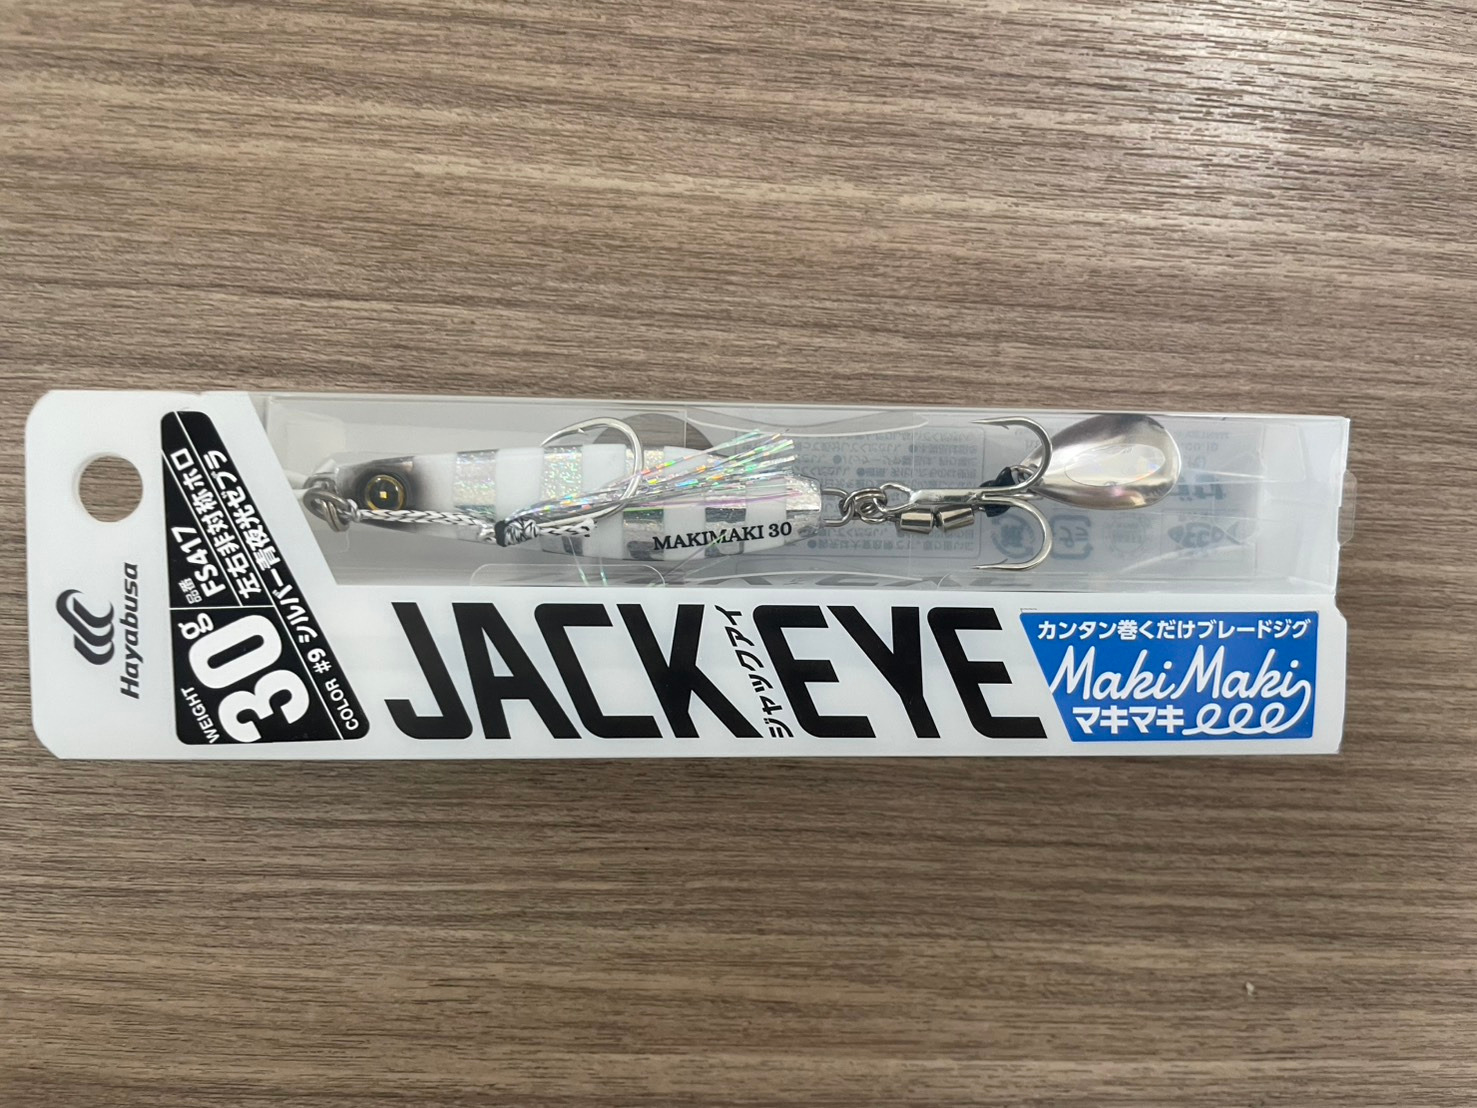 Hayabusa
WEIGHT
30g
品番
FS417
左右非対称ホロ
COLOR #9 シルバー青夜光ゼブラ
MAKIMAKI 30
JACK EYE
ジャックアイ
カンタン巻くだけブレードジグ
MakiMaki
マキマキ